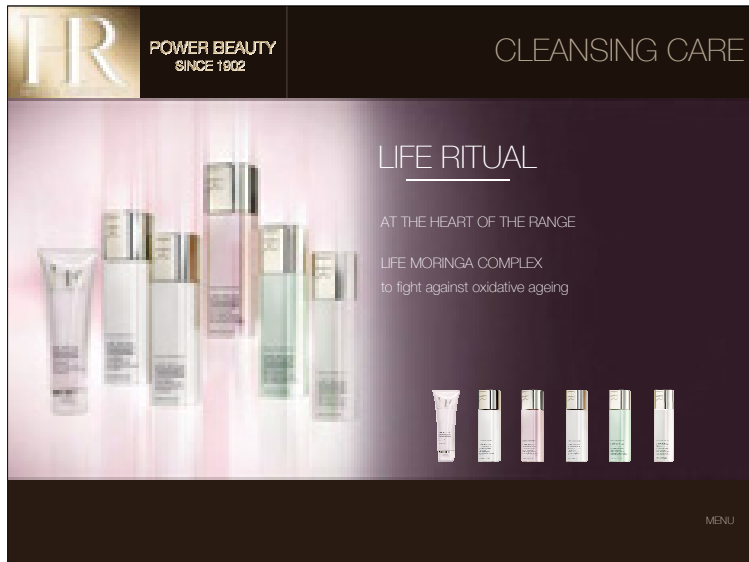 HR
POWER BEAUTY
SINCE 1902
CLEANSING CARE
LIFE RITUAL
AT THE HEART OF THE RANGE
LIFE MORINGA COMPLEX
to fight against oxidative ageing
MENU